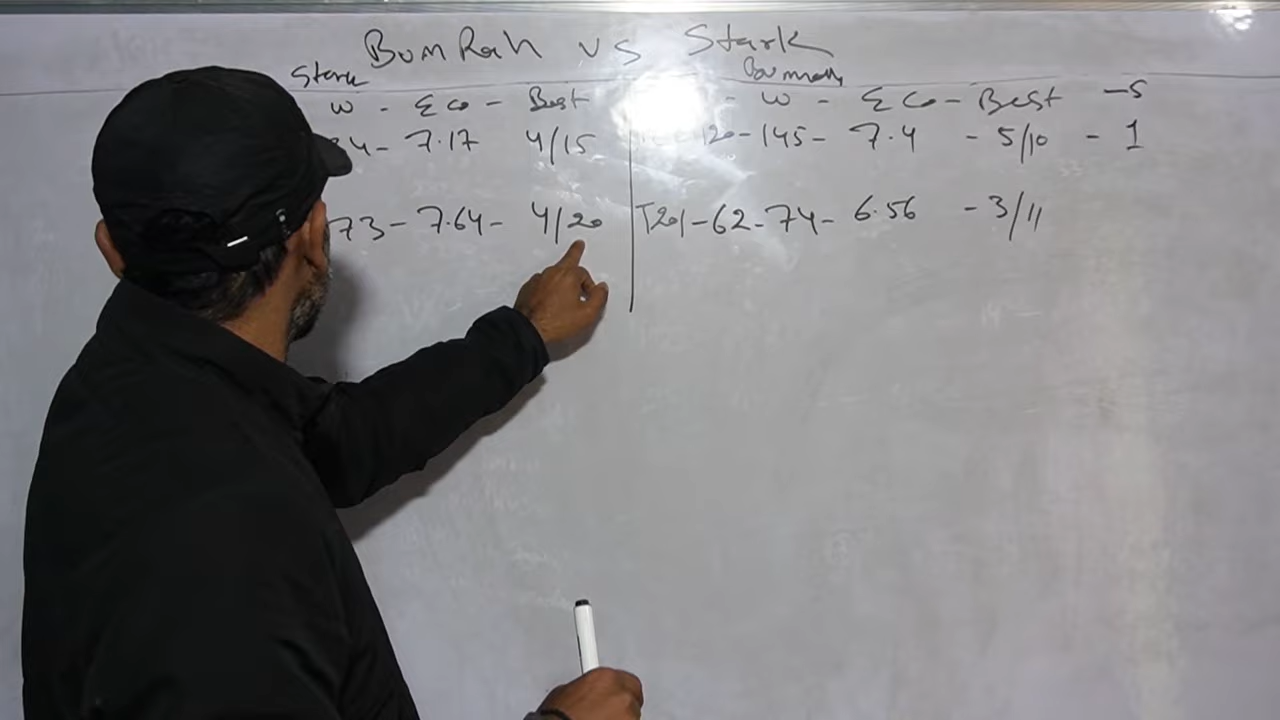 BumRah vs Stark
Stark
Bumrah
W - Eco - Best
- W - Eco - Best - 5
34 - 7.17 4/15
120 - 145 - 7.4 - 5/10 - 1
73 - 7.64 - 4/20
T20I - 62 - 74 - 6.56 - 3/11